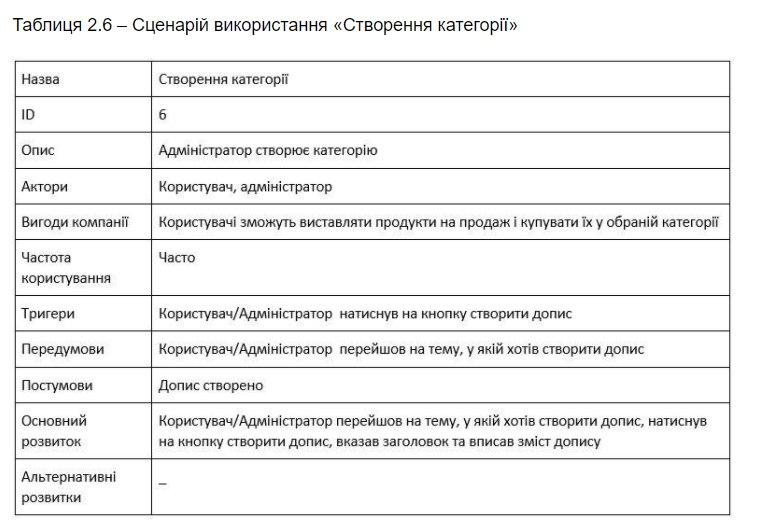 Таблиця 2.6 – Сценарій використання «Створення категорії»
Назва Створення категорії
ID 6
Опис Адміністратор створює категорію
Актори Користувач, адміністратор
Вигоди компанії Користувачі зможуть виставляти продукти на продаж і купувати їх у обраній категорії
Частота Часто
користування
Тригери Користувач/Адміністратор натиснув на кнопку створити допис
Передумови Користувач/Адміністратор перейшов на тему, у якій хотів створити допис
Постумови Допис створено
Основний Користувач/Адміністратор перейшов на тему, у якій хотів створити допис, натиснув
розвиток на кнопку створити допис, вказав заголовок та вписав зміст допису
Альтернативні –
розвитки